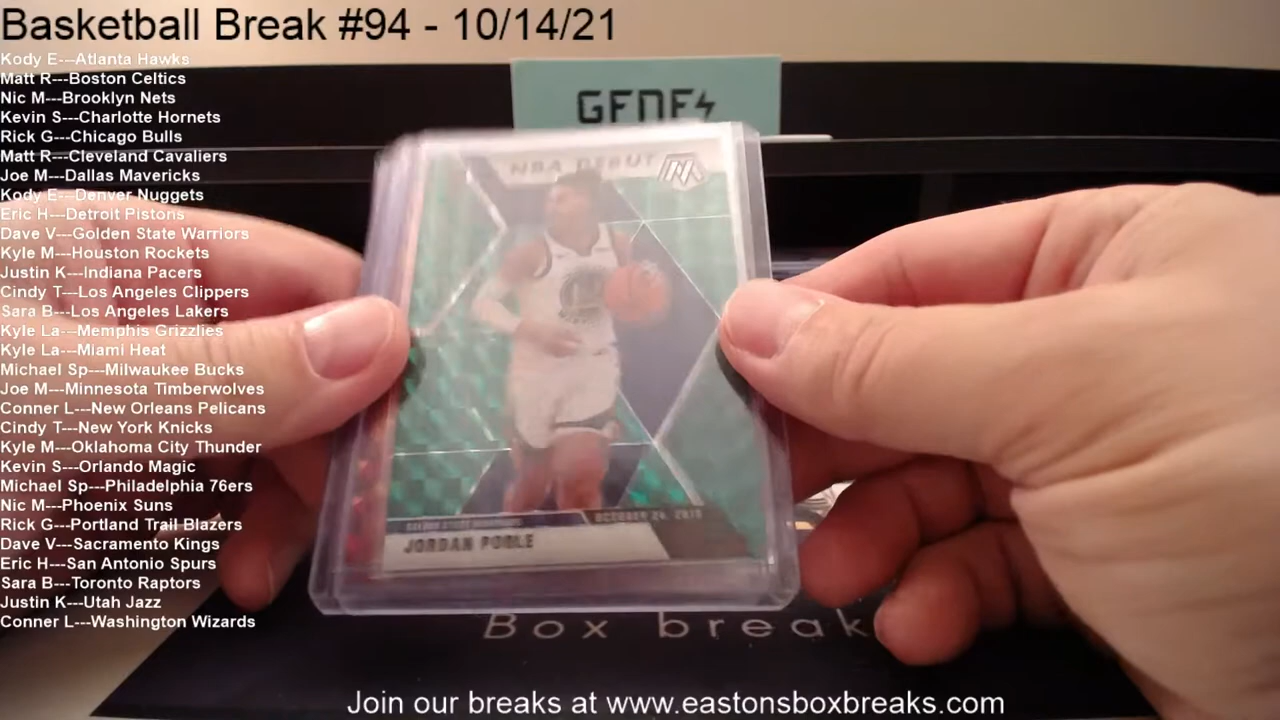 Basketball Break #94 - 10/14/21
Kody E---Atlanta Hawks
Matt R---Boston Celtics
Nic M---Brooklyn Nets
Kevin S---Charlotte Hornets
Rick G---Chicago Bulls
Matt R---Cleveland Cavaliers
Joe M---Dallas Mavericks
Kody E---Denver Nuggets
Eric H---Detroit Pistons
Dave V---Golden State Warriors
Kyle M---Houston Rockets
Justin K---Indiana Pacers
Cindy T---Los Angeles Clippers
Sara B---Los Angeles Lakers
Kyle La---Memphis Grizzlies
Kyle La---Miami Heat
Michael Sp---Milwaukee Bucks
Joe M---Minnesota Timberwolves
Conner L---New Orleans Pelicans
Cindy T---New York Knicks
Kyle M---Oklahoma City Thunder
Kevin S---Orlando Magic
Michael Sp---Philadelphia 76ers
Nic M---Phoenix Suns
Rick G---Portland Trail Blazers
Dave V---Sacramento Kings
Eric H---San Antonio Spurs
Sara B---Toronto Raptors
Justin K---Utah Jazz
Conner L---Washington Wizards
NBA DEBUT
GOLDEN STATE WARRIORS
OCTOBER 24, 2019
JORDAN POOLE
Box break
Join our breaks at www.eastonsboxbreaks.com